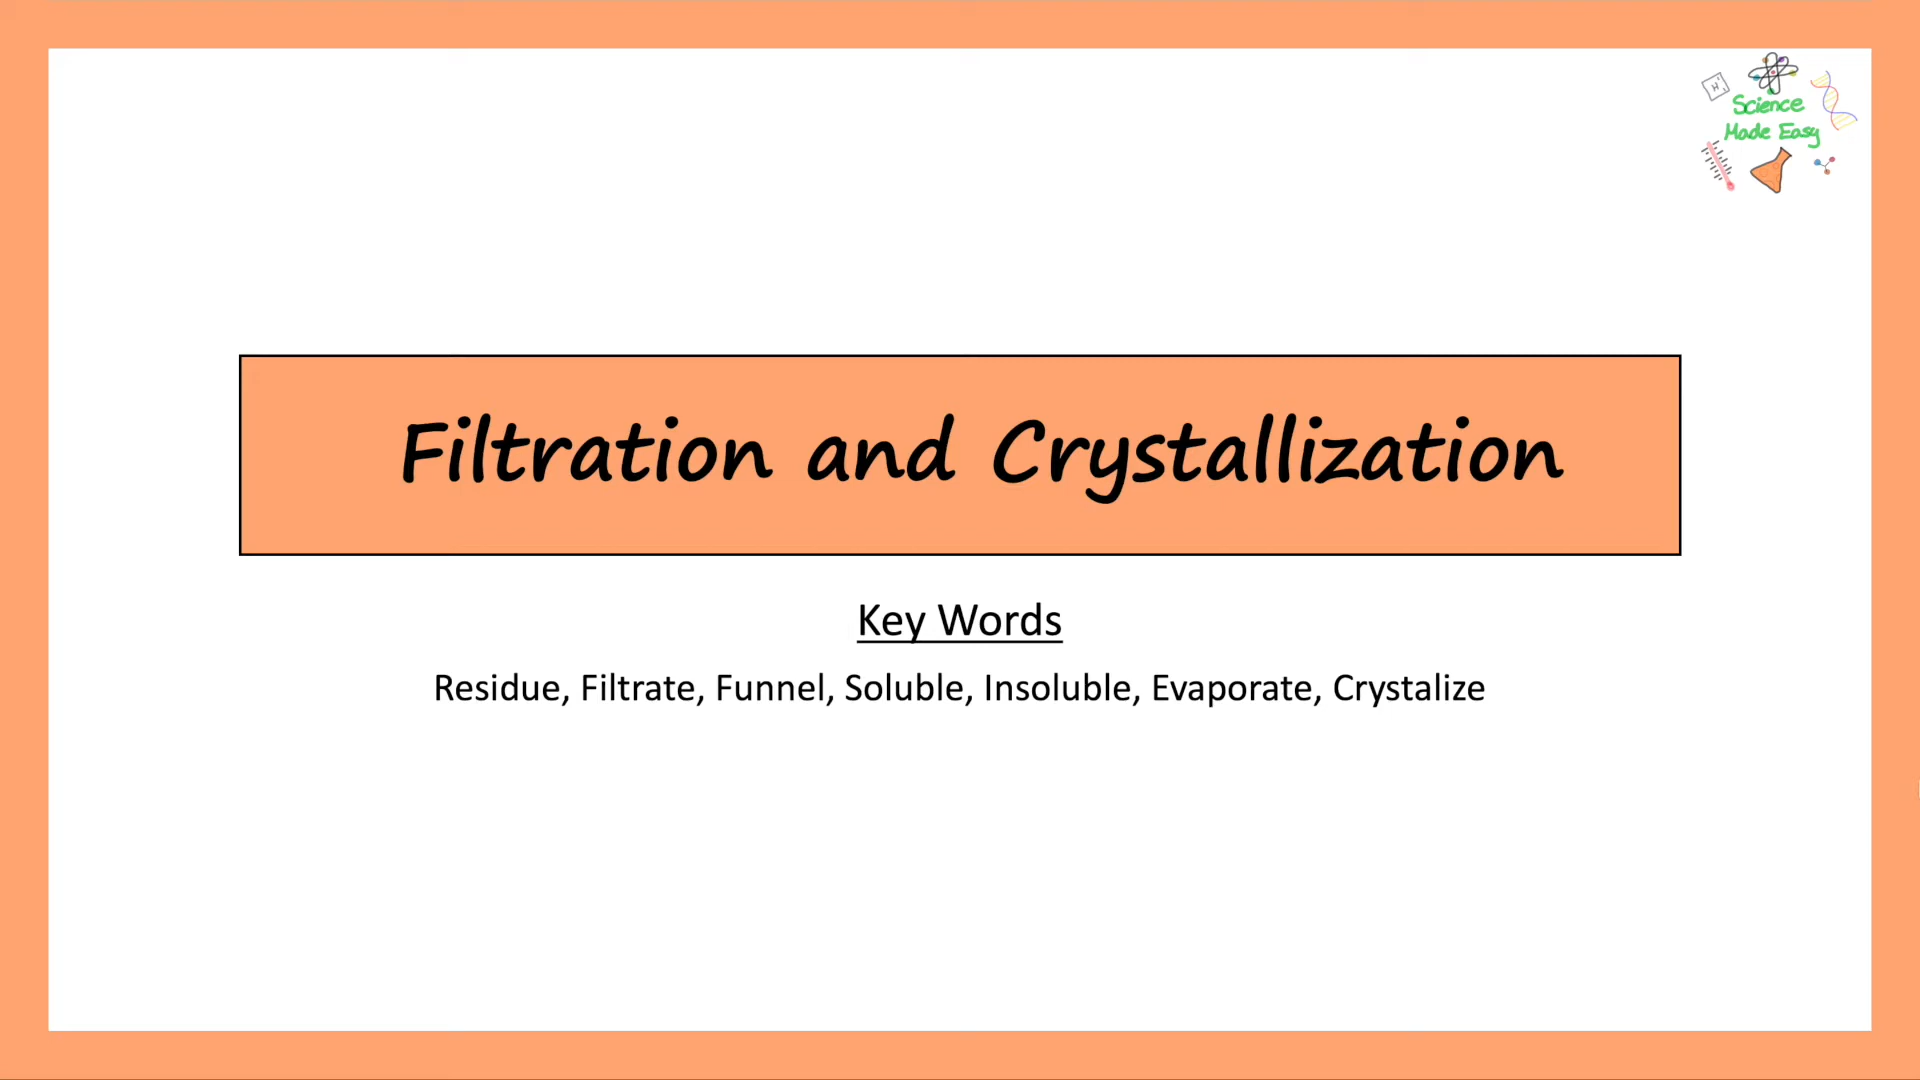 Science
Made Easy
Filtration and Crystallization
Key Words
Residue, Filtrate, Funnel, Soluble, Insoluble, Evaporate, Crystalize